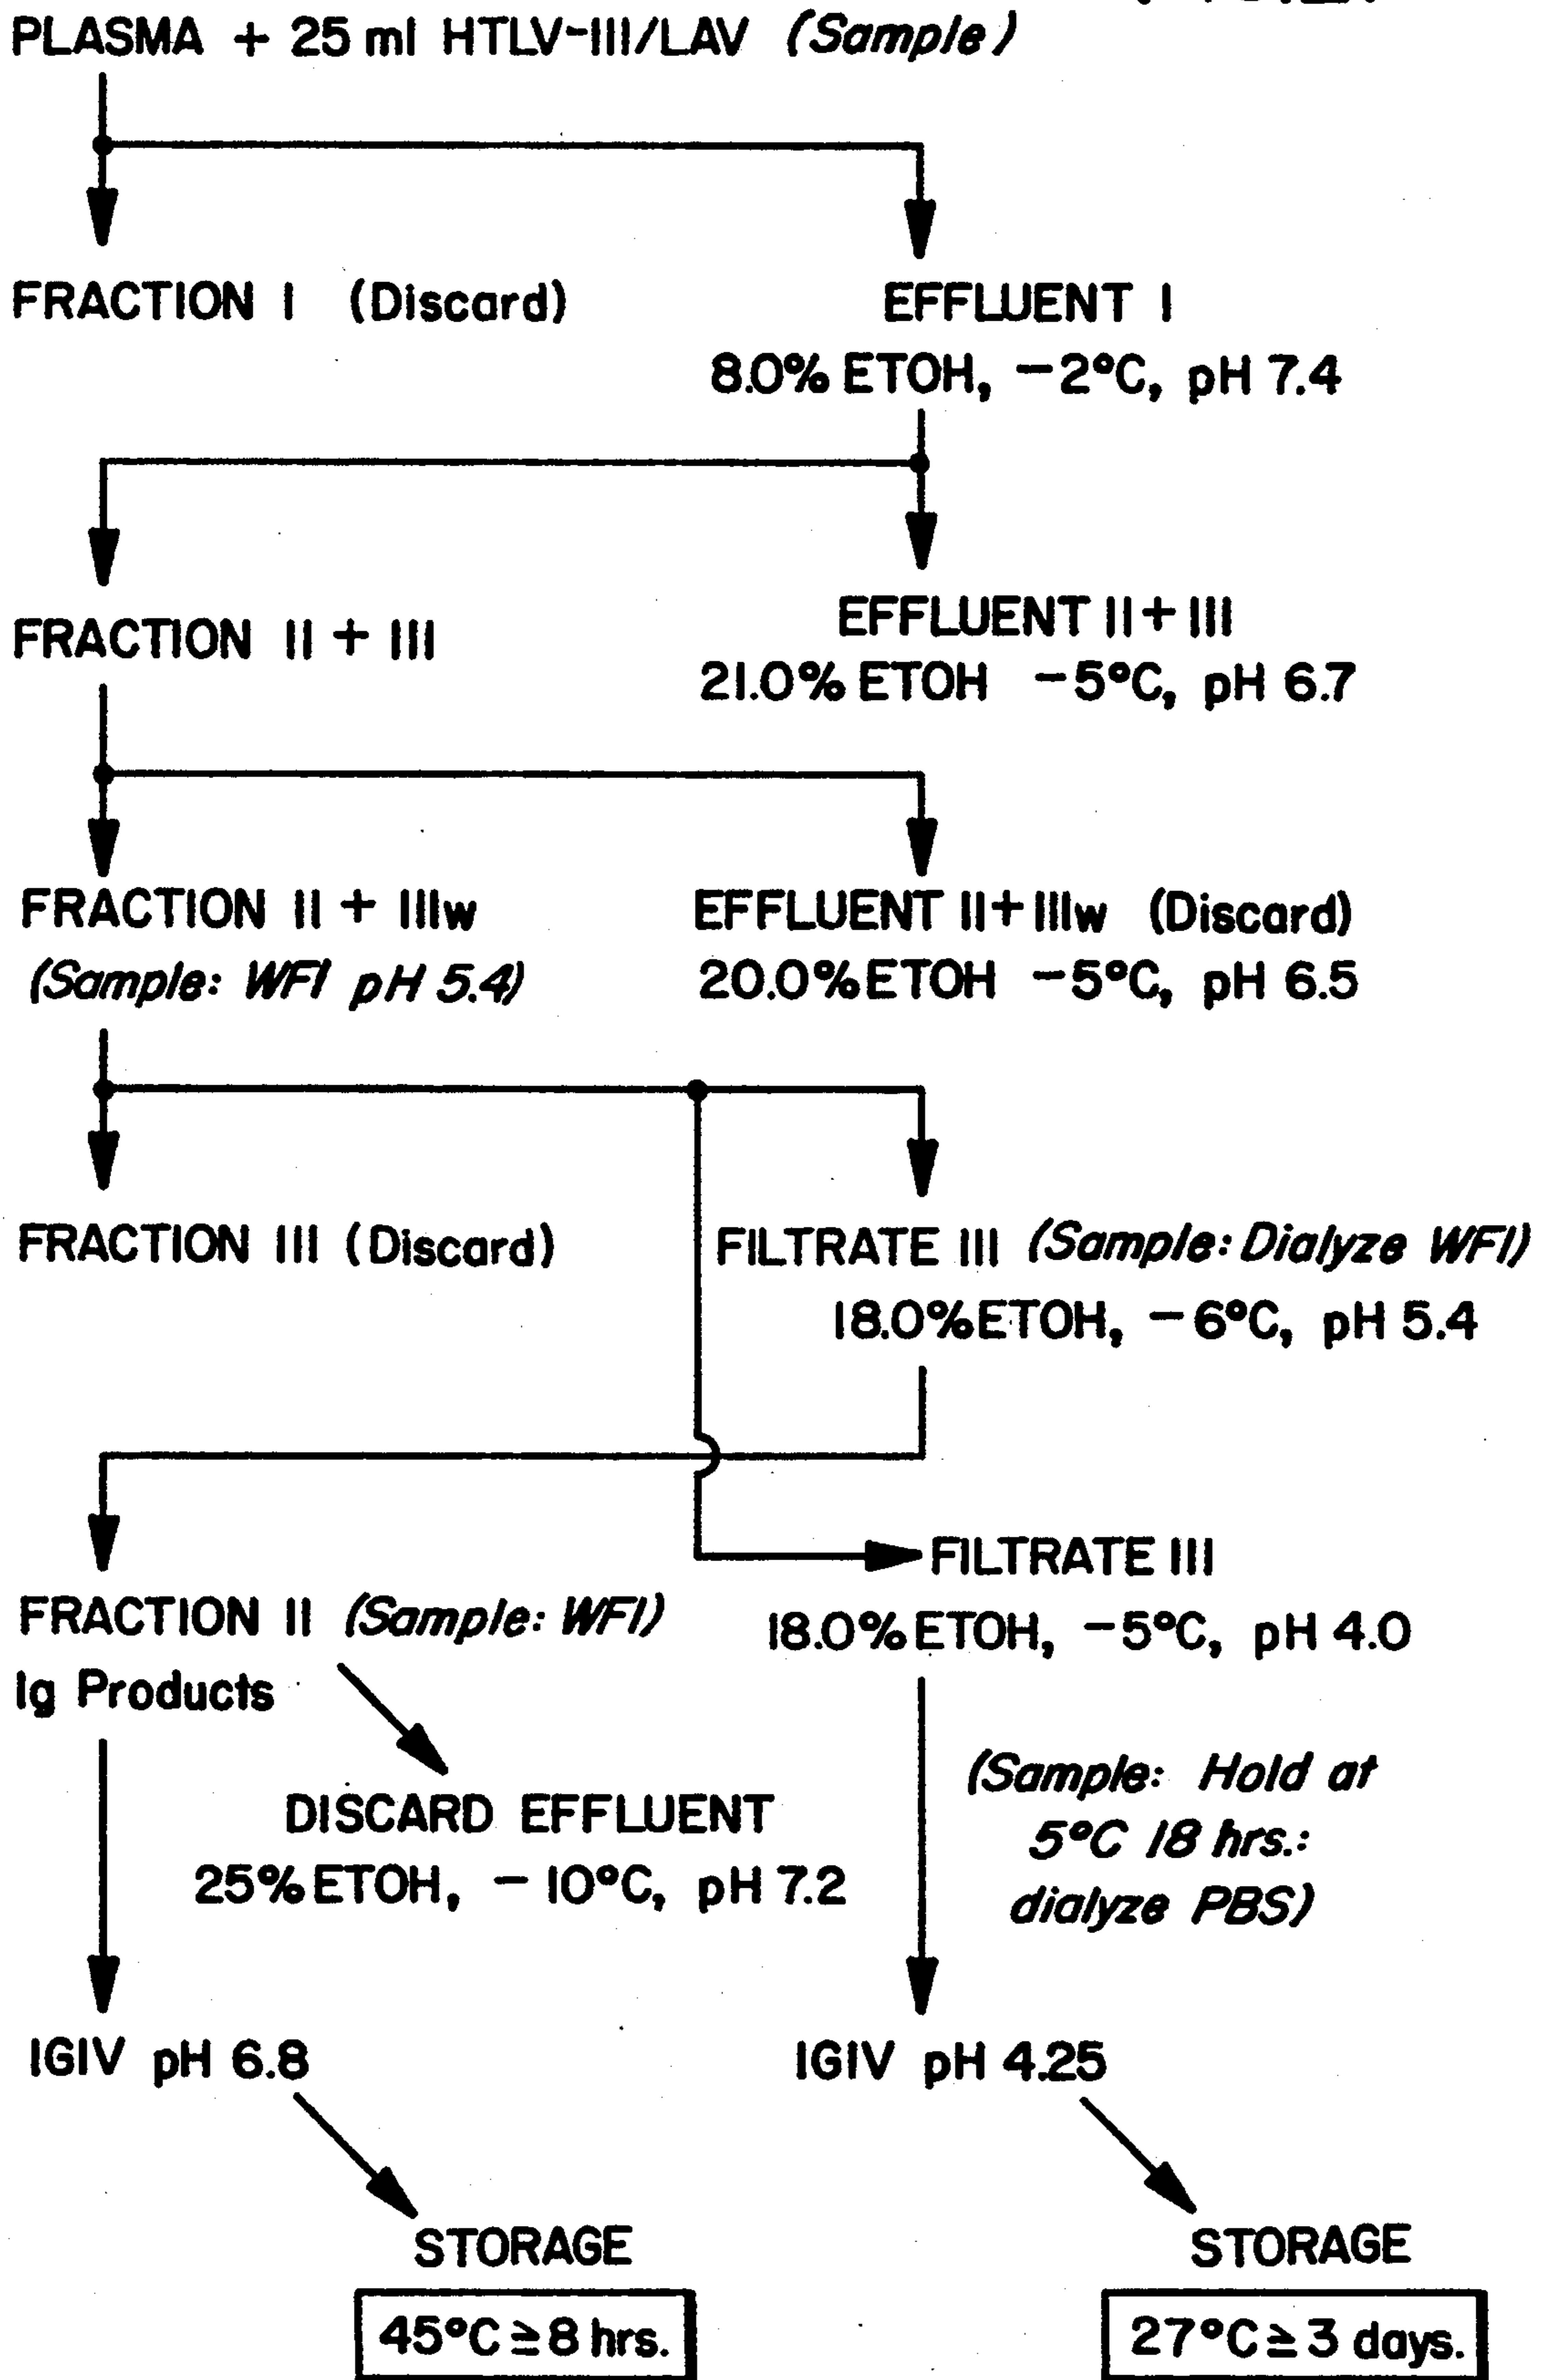 PLASMA + 25 ml HTLV-III/LAV (Sample)
FRACTION I (Discard)
EFFLUENT I
8.0% ETOH, -2°C, pH 7.4
FRACTION II + III
EFFLUENT II+III
21.0% ETOH -5°C, pH 6.7
FRACTION II + IIIw
(Sample: WFI pH 5.4)
EFFLUENT II+IIIw (Discard)
20.0% ETOH -5°C, pH 6.5
FRACTION III (Discard)
FILTRATE III (Sample: Dialyze WFI)
18.0% ETOH, -6°C, pH 5.4
FILTRATE III
18.0% ETOH, -5°C, pH 4.0
FRACTION II (Sample: WFI)
Ig Products
DISCARD EFFLUENT
25% ETOH, -10°C, pH 7.2
(Sample: Hold at
5°C 18 hrs.:
dialyze PBS)
IGIV pH 6.8
IGIV pH 4.25
STORAGE
45°C ≧ 8 hrs.
STORAGE
27°C ≧ 3 days.